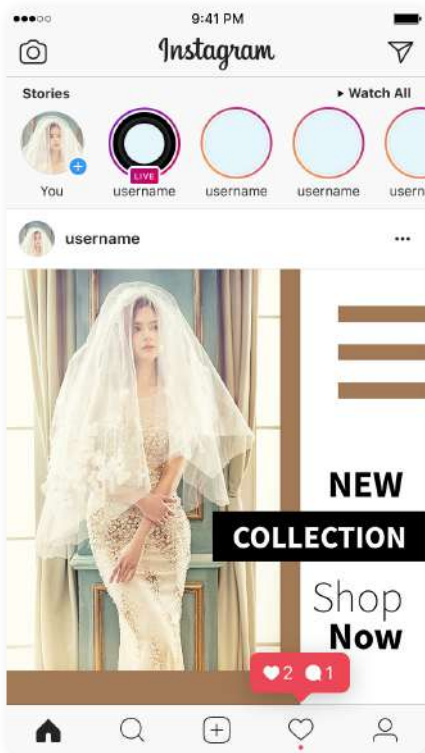 9:41 PM
Instagram
Stories
Watch All
You
LIVE
username
username
username
usern
username
NEW
COLLECTION
Shop
Now
2 1